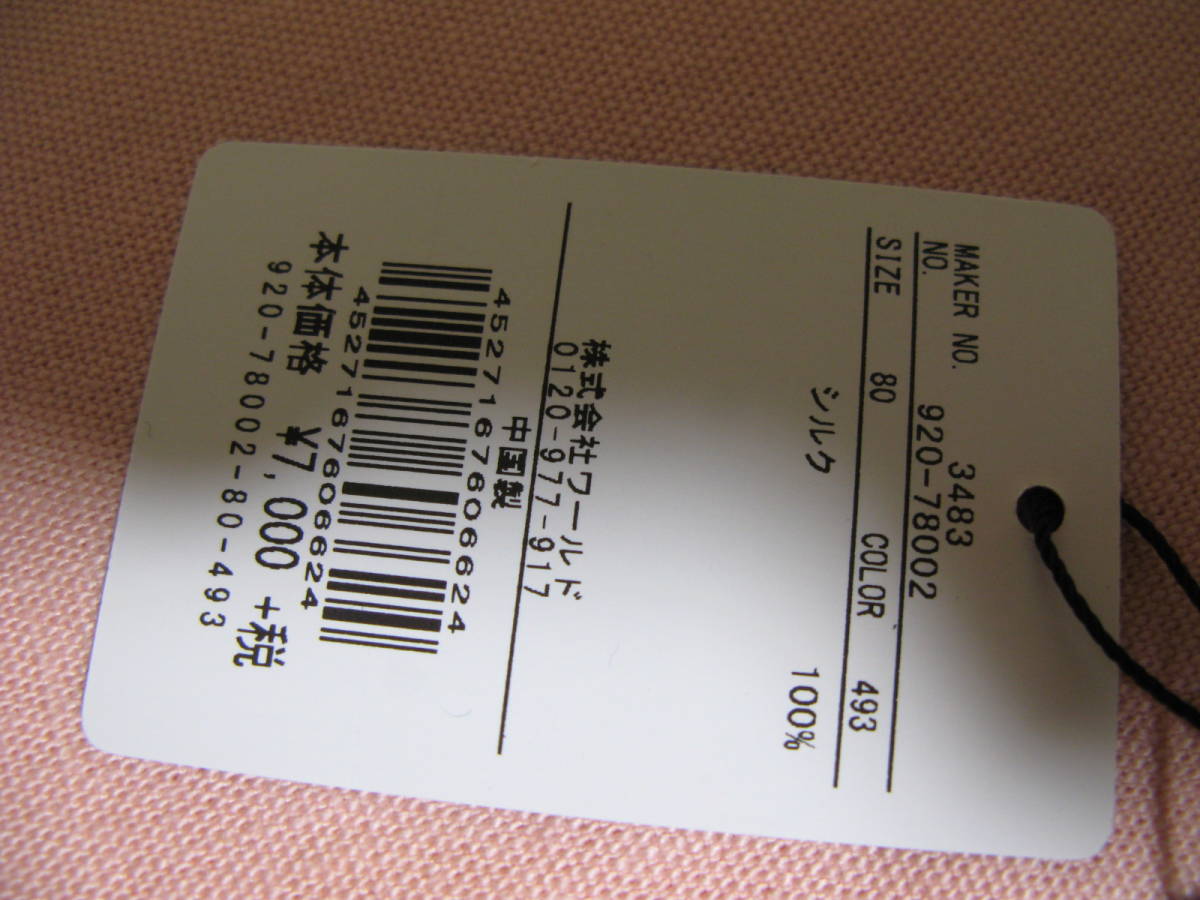 MAKER NO. 3483
NO. 920-78002
SIZE 80 COLOR 493
シルク 100%
株式会社ワールド
0120-977-917
中国製
4527167606624
4527167606624
本体価格 ¥7,000 +税
920-78002-80-493